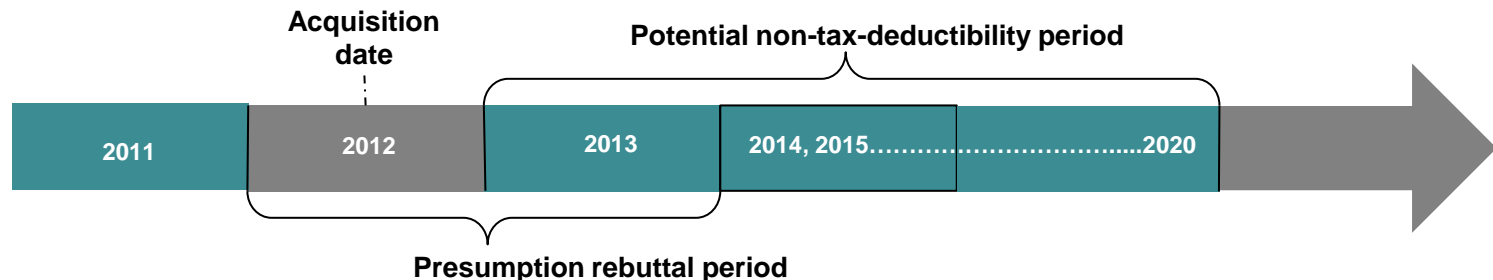 Acquisition
date
Potential non-tax-deductibility period
2011
2012
2013
2014, 2015……………………….....2020
Presumption rebuttal period